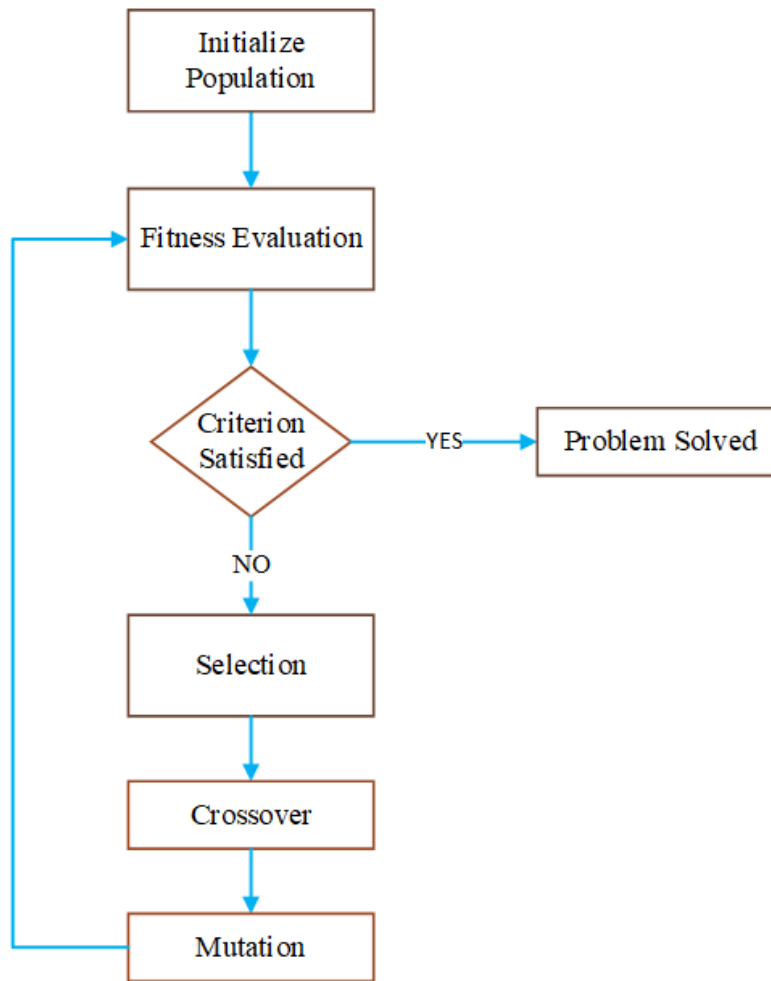 Initialize
Population
Fitness Evaluation
Criterion
Satisfied
YES
Problem Solved
NO
Selection
Crossover
Mutation